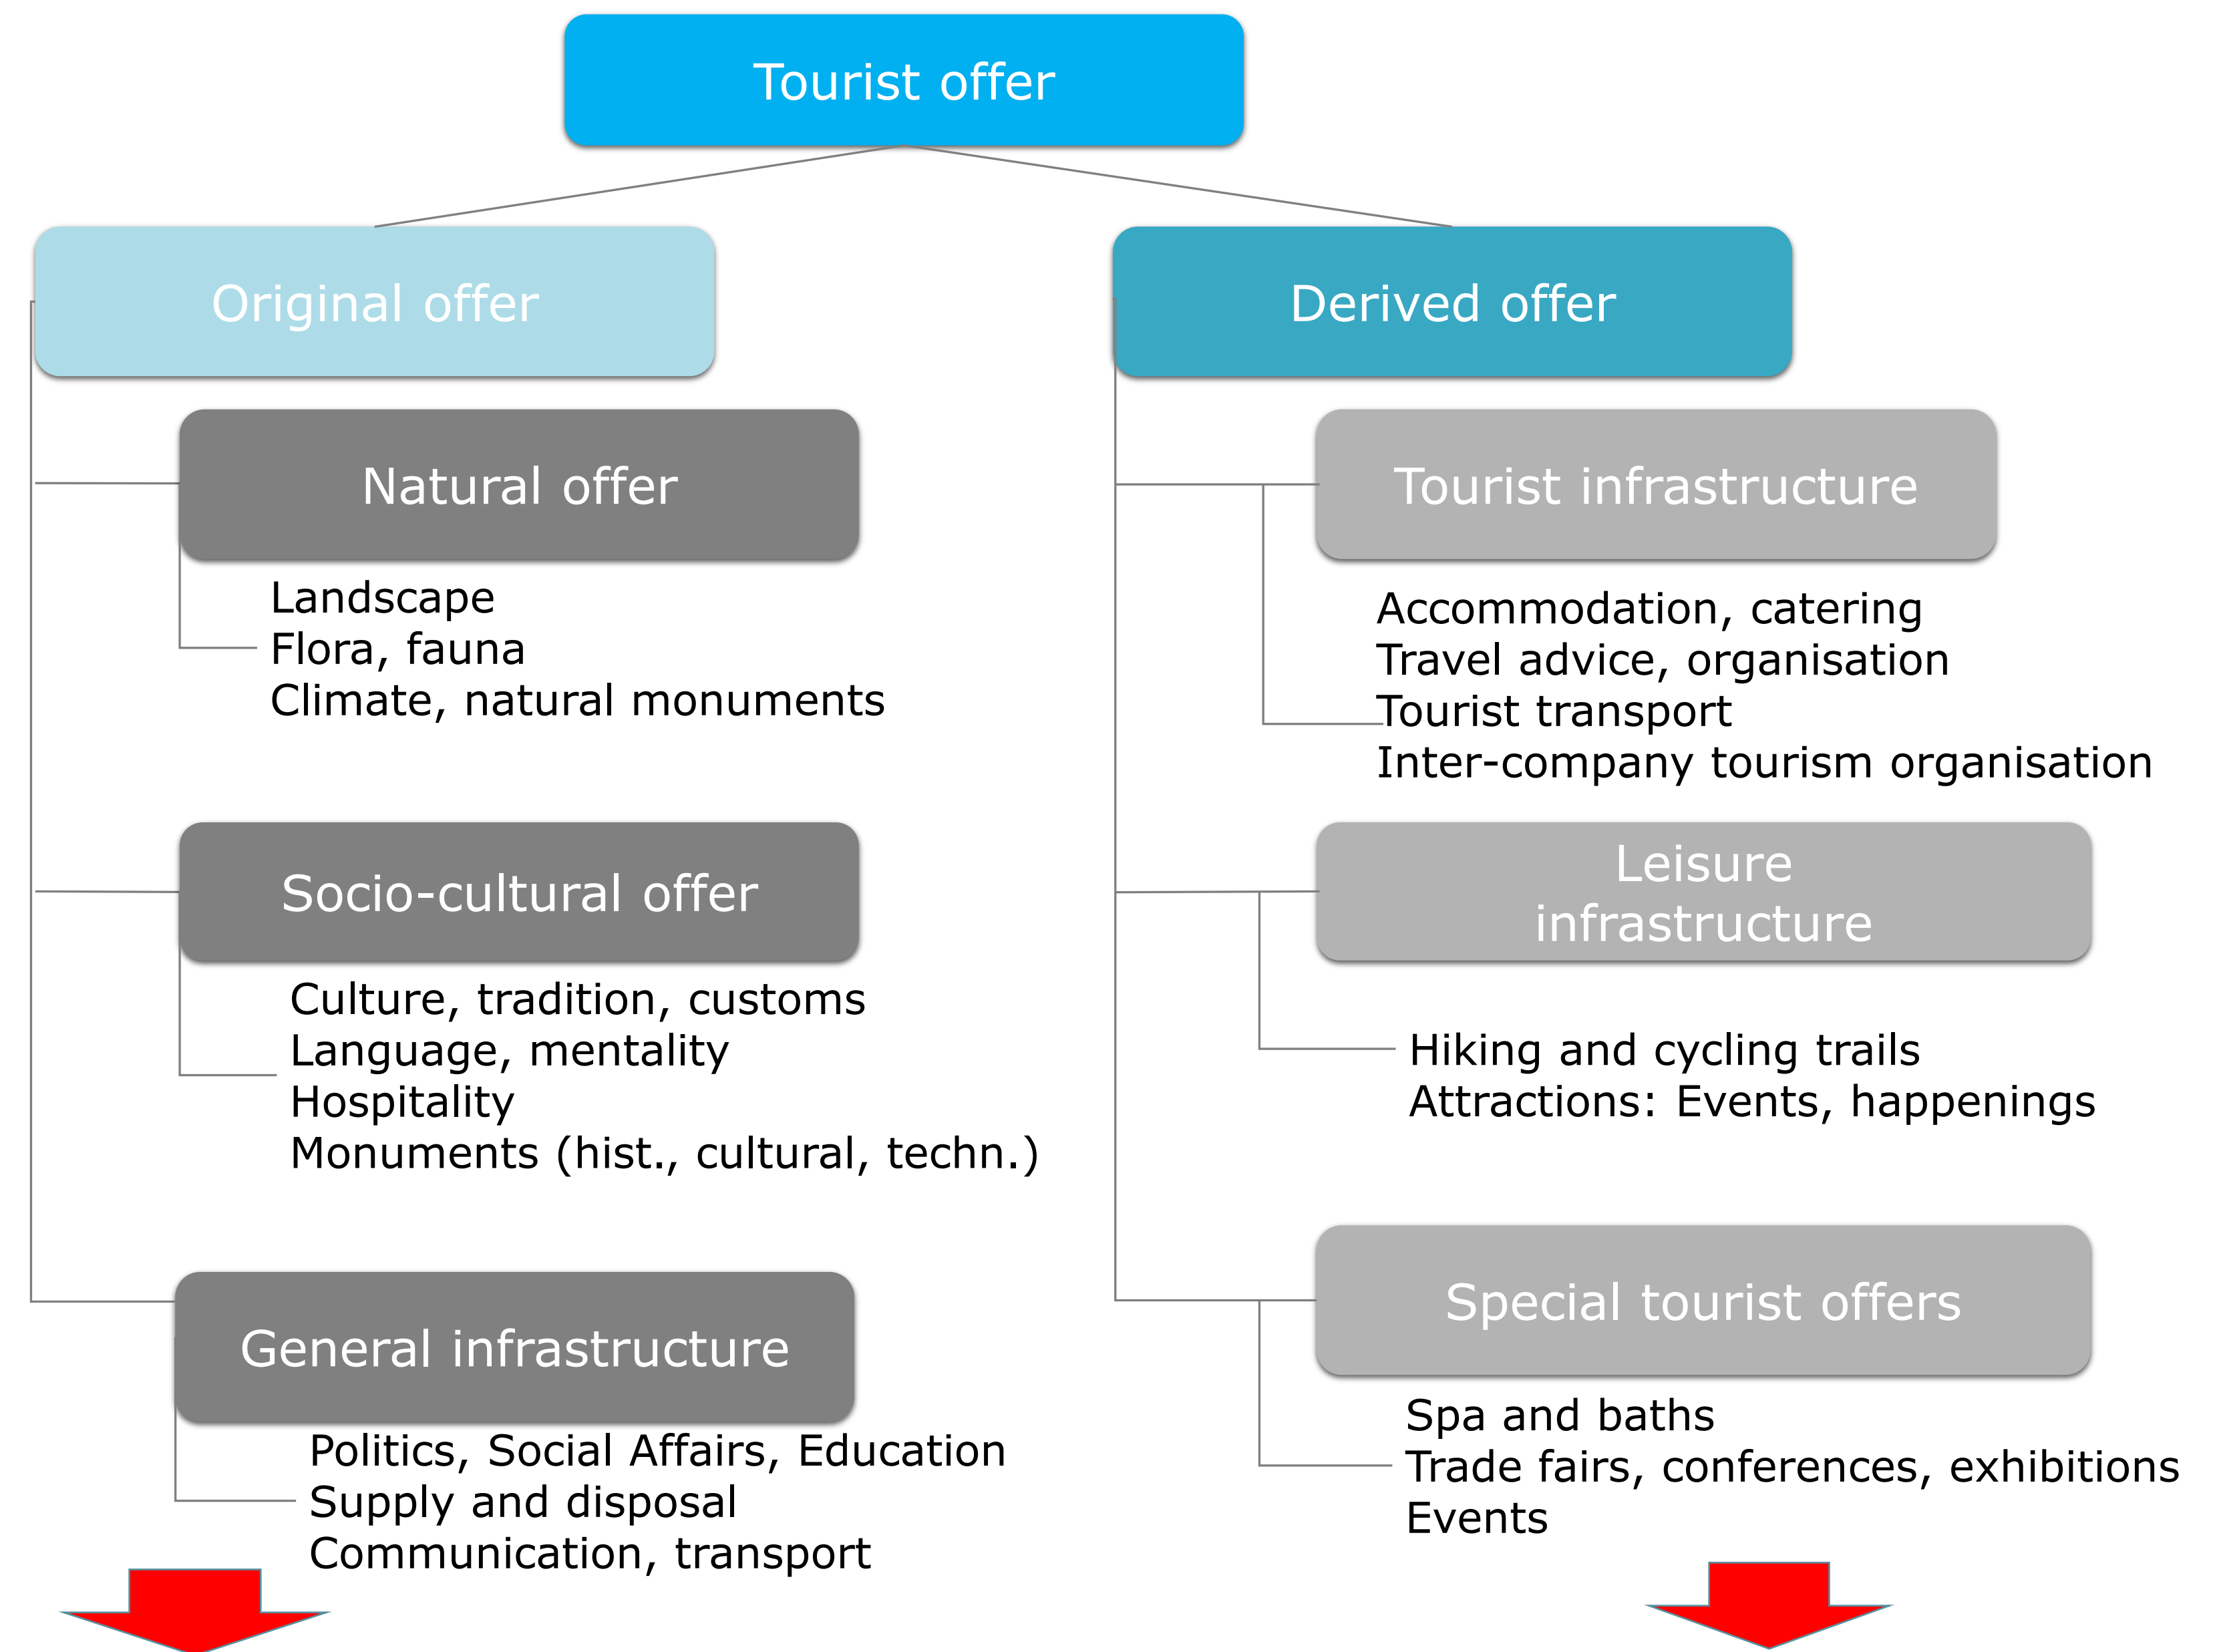 Tourist offer
Original offer
Natural offer
Landscape
Flora, fauna
Climate, natural monuments
Socio-cultural offer
Culture, tradition, customs
Language, mentality
Hospitality
Monuments (hist., cultural, techn.)
General infrastructure
Politics, Social Affairs, Education
Supply and disposal
Communication, transport
Derived offer
Tourist infrastructure
Accommodation, catering
Travel advice, organisation
Tourist transport
Inter-company tourism organisation
Leisure
infrastructure
Hiking and cycling trails
Attractions: Events, happenings
Special tourist offers
Spa and baths
Trade fairs, conferences, exhibitions
Events